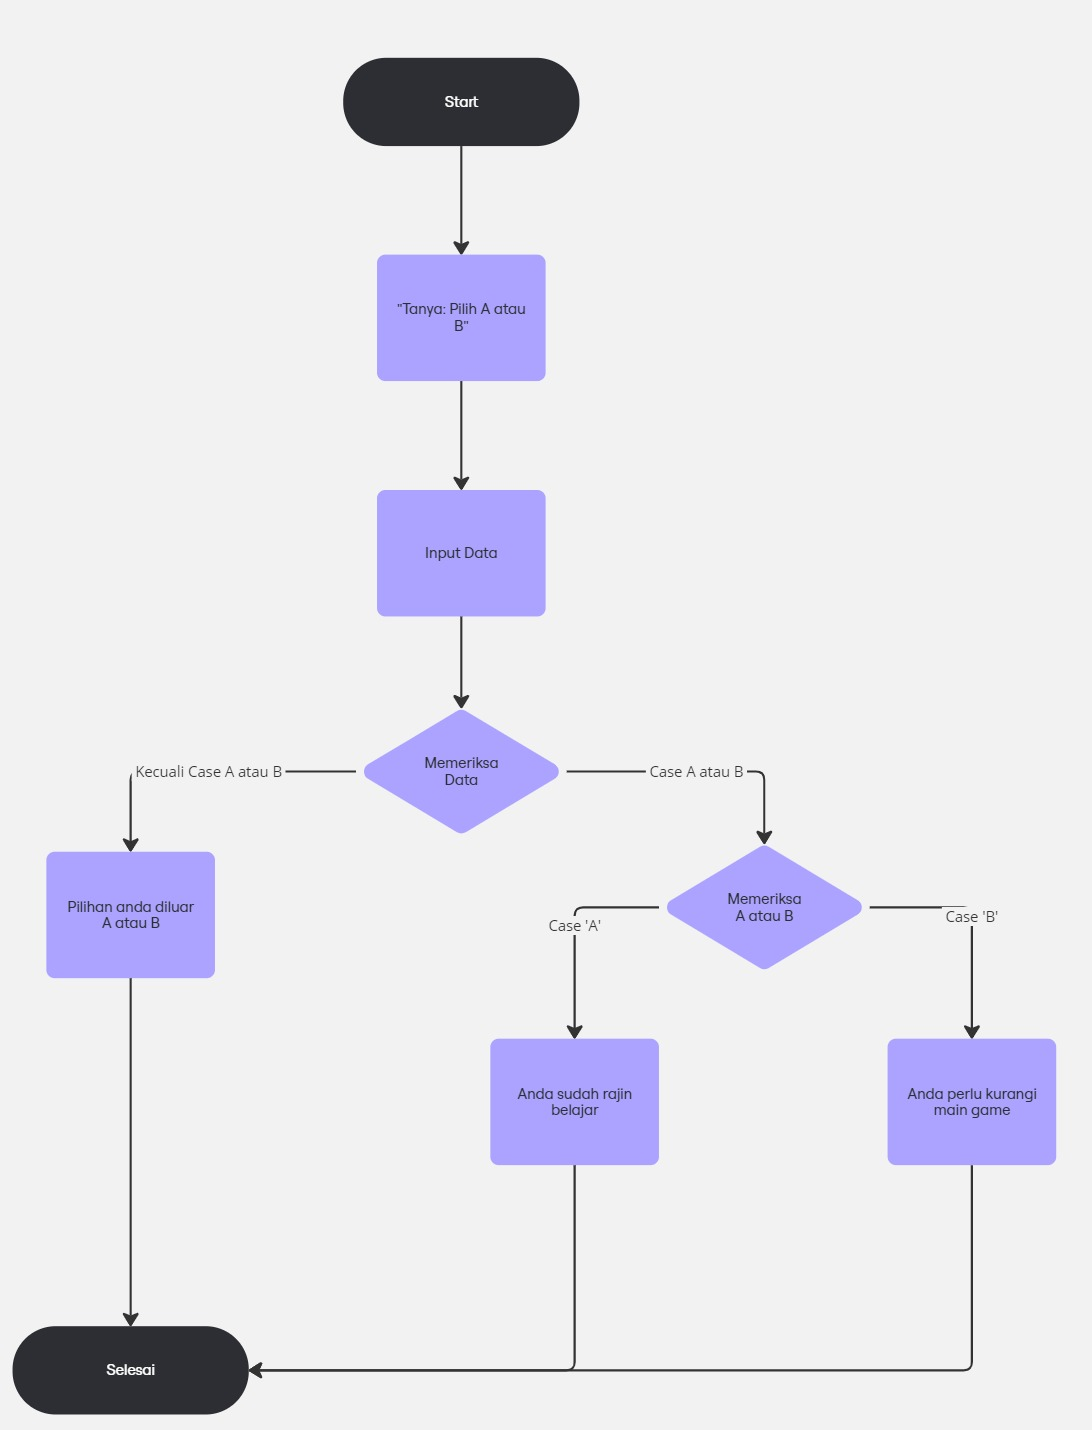 Start
"Tanya: Pilih A atau
B"
Input Data
Memeriksa
Data
Kecuali Case A atau B
Case A atau B
Pilihan anda diluar
A atau B
Memeriksa
A atau B
Case 'A'
Case 'B'
Anda sudah rajin
belajar
Anda perlu kurangi
main game
Selesai